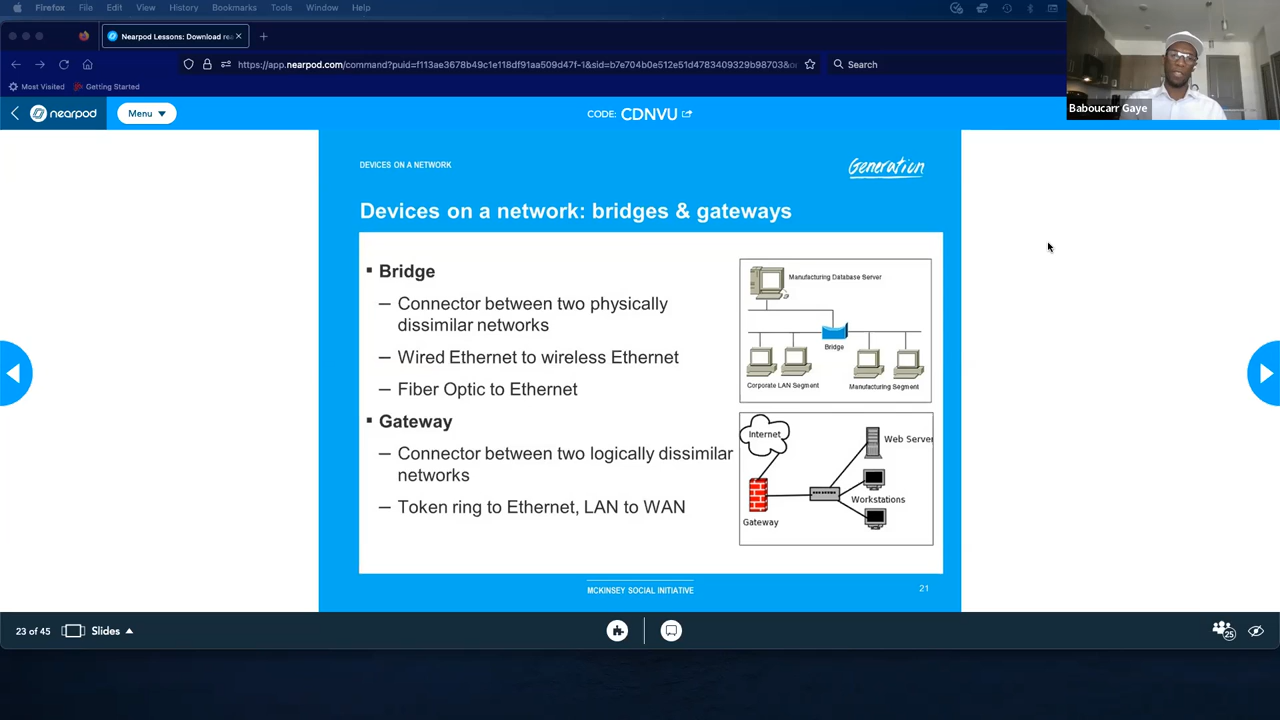 Firefox File Edit View History Bookmarks Tools Window Help
Nearpod Lessons: Download rea
https://app.nearpod.com/command?puid=f113ae3678b49c1e118df91aa509d47f-1&sid=b7e704b0e512e51d4783409329b98703&o
Search
Most Visited Getting Started
Baboucarr Gaye
nearpod Menu CODE: CDNVU
DEVICES ON A NETWORK
Generation
Devices on a network: bridges & gateways
▪ Bridge
– Connector between two physically
dissimilar networks
– Wired Ethernet to wireless Ethernet
– Fiber Optic to Ethernet
▪ Gateway
– Connector between two logically dissimilar
networks
– Token ring to Ethernet, LAN to WAN
Manufacturing Database Server
Bridge
Corporate LAN Segment Manufacturing Segment
Internet
Web Server
Workstations
Gateway
MCKINSEY SOCIAL INITIATIVE
21
23 of 45 Slides
25